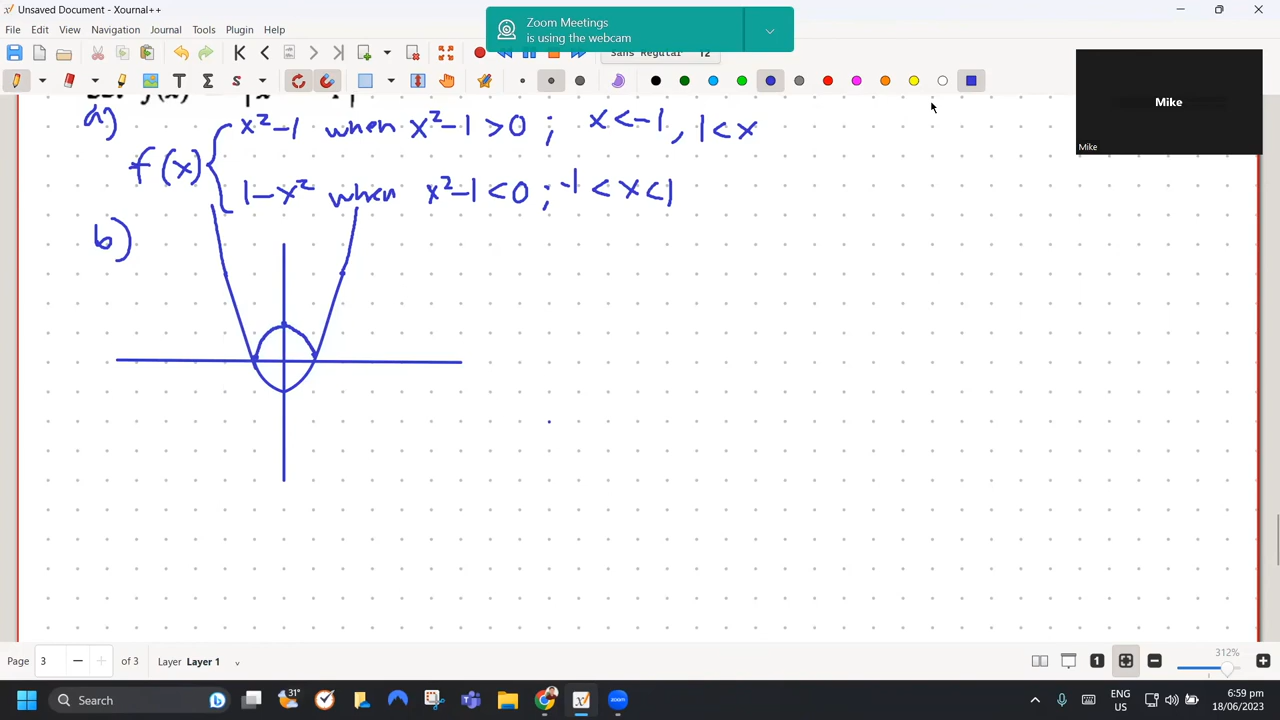 Unsaved Document - Xournal++
Zoom Meetings
is using the webcam
File Edit View Navigation Journal Tools Plugin Help
Sans Regular 12
Mike
Mike
a)
x²-1 when x²-1 >0 ; x<-1, 1<x
f(x) {
1-x² when x²-1 <0 ; -1 <x<1
b)
Page 3 of 3 Layer Layer 1
312%
Search
31°
ENG
US
6:59 pm
18/06/2023